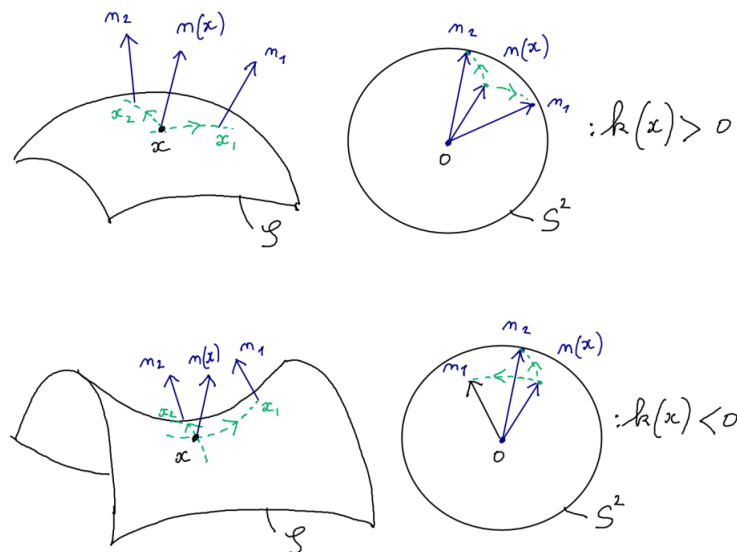 n₂ n(x) n₁
x₂ x x₁
S
n₂ n(x) n₁
O
S²
: k(x) > 0
n₂ n(x) n₁
x₂ x x₁
S
n₂ n(x) n₁
O
S²
: k(x) < 0